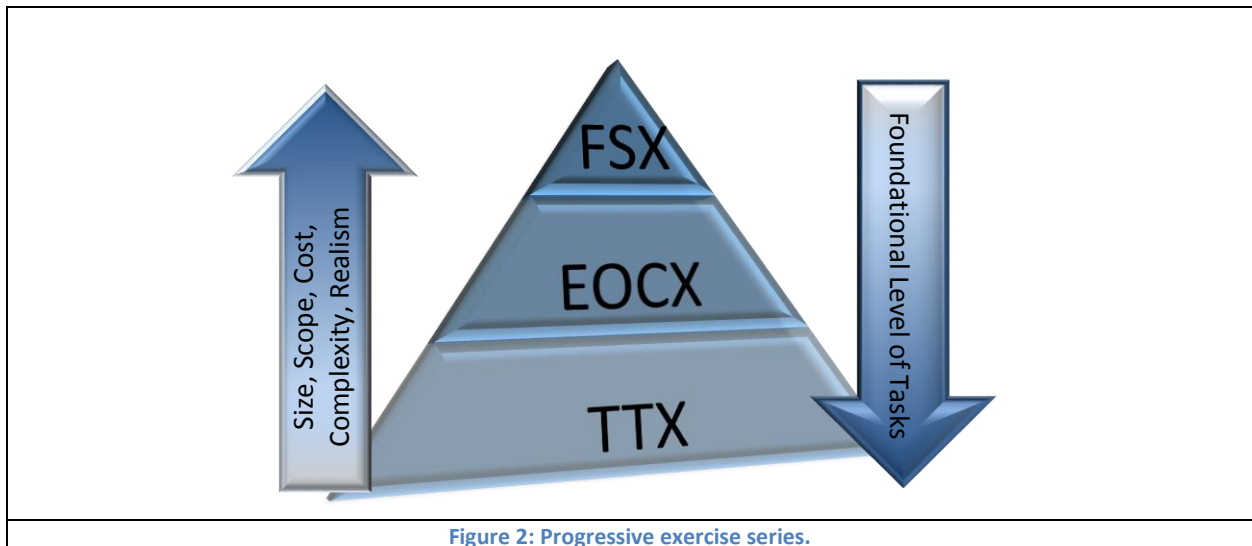 Size, Scope, Cost,
Complexity, Realism
FSX
EOCX
TTX
Foundational Level of Tasks
Figure 2: Progressive exercise series.